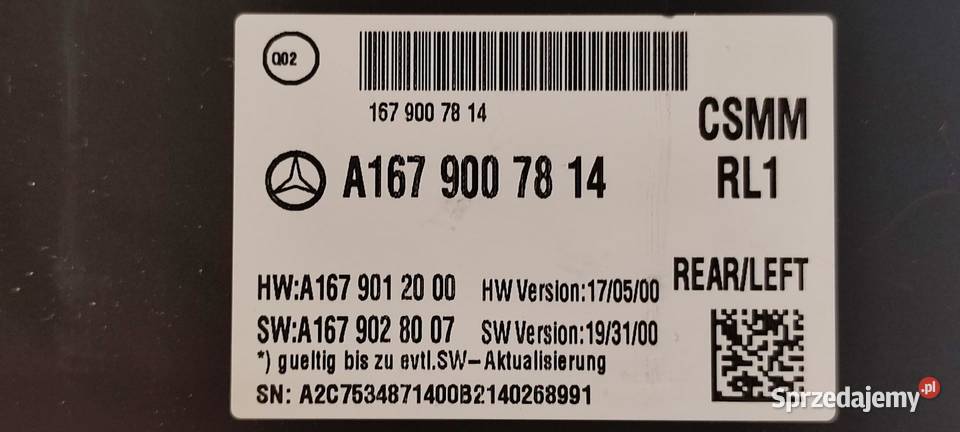 Q02
167 900 78 14
CSMM
RL1
A167 900 78 14
REAR/LEFT
HW:A167 901 20 00 HW Version:17/05/00
SW:A167 902 80 07 SW Version:19/31/00
*) gueltig bis zu evtl.SW-Aktualisierung
SN: A2C7534871400B2140268991
Sprzedajemy.pl